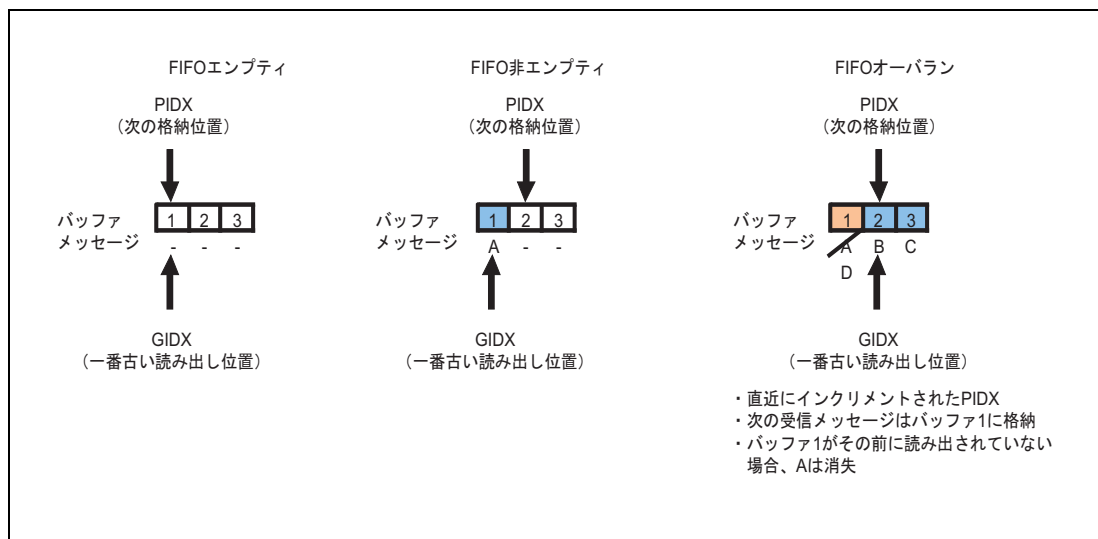 FIFOエンプティ
PIDX
(次の格納位置)
バッファ 1 2 3
メッセージ - - -
GIDX
(一番古い読み出し位置)
FIFO非エンプティ
PIDX
(次の格納位置)
バッファ 1 2 3
メッセージ A - -
GIDX
(一番古い読み出し位置)
FIFOオーバラン
PIDX
(次の格納位置)
バッファ 1 2 3
メッセージ A B C
D
GIDX
(一番古い読み出し位置)
・直近にインクリメントされたPIDX
・次の受信メッセージはバッファ1に格納
・バッファ1がその前に読み出されていない
場合、Aは消失